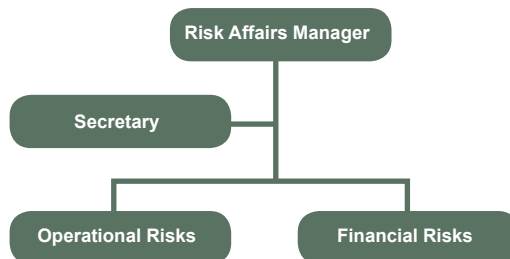 Risk Affairs Manager
Secretary
Operational Risks
Financial Risks